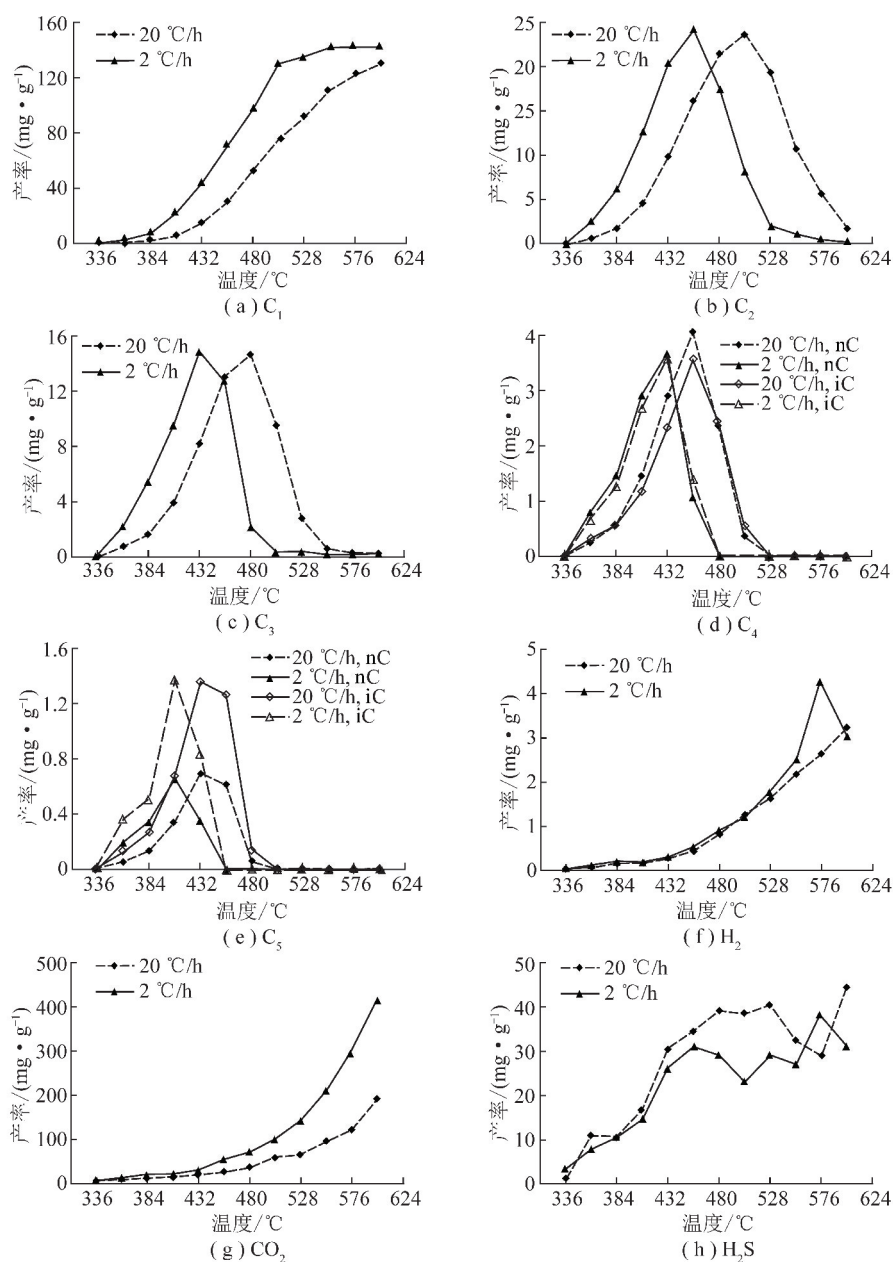 160
120
80
40
0
产率/(mg·g⁻¹)
20 ℃/h
2 ℃/h
336 384 432 480 528 576 624
温度/℃
(a) C₁
25
20
25
10
5
0
产率/(mg·g⁻¹)
20 ℃/h
2 ℃/h
336 384 432 480 528 576 624
温度/℃
(b) C₂
16
12
8
4
0
产率/(mg·g⁻¹)
20 ℃/h
2 ℃/h
336 384 432 480 528 576 624
温度/℃
(c) C₃
4
3
2
1
0
产率/(mg·g⁻¹)
20 ℃/h, nC
2 ℃/h, nC
20 ℃/h, iC
2 ℃/h, iC
336 384 432 480 528 576 624
温度/℃
(d) C₄
1.6
1.2
0.8
0.4
0
产率/(mg·g⁻¹)
20 ℃/h, nC
2 ℃/h, nC
20 ℃/h, iC
2 ℃/h, iC
336 384 432 480 528 576 624
温度/℃
(e) C₅
5
4
3
2
1
0
产率/(mg·g⁻¹)
20 ℃/h
2 ℃/h
336 384 432 480 528 576 624
温度/℃
(f) H₂
500
400
300
200
100
0
产率/(mg·g⁻¹)
20 ℃/h
2 ℃/h
336 384 432 480 528 576 624
温度/℃
(g) CO₂
50
40
30
20
10
0
产率/(mg·g⁻¹)
20 ℃/h
2 ℃/h
336 384 432 480 528 576 624
温度/℃
(h) H₂S